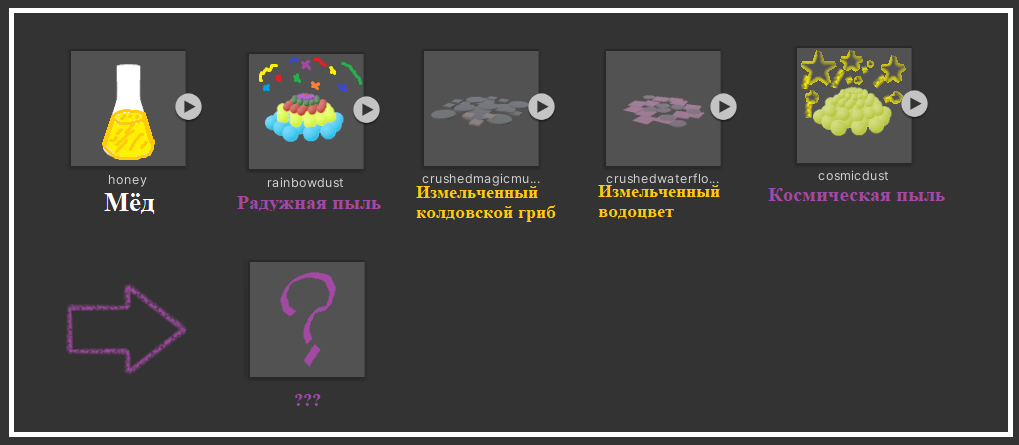 honey
rainbowdust
crushedmagicmu...
crushedwaterflo...
cosmicdust
Мёд
Радужная пыль
Измельченный
колдовской гриб
Измельченный
водоцвет
Космическая пыль
???